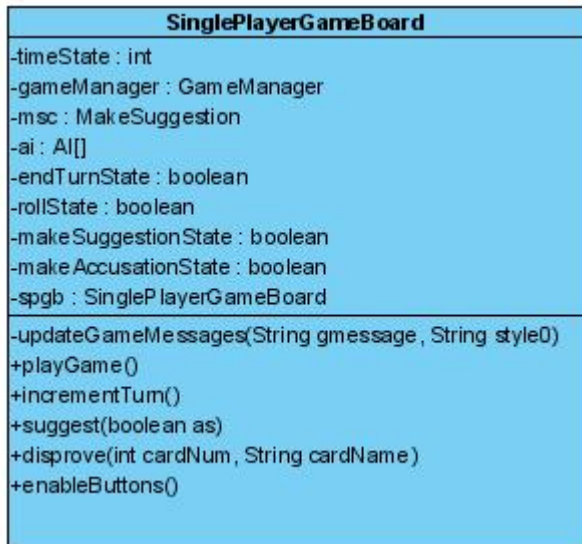 SinglePlayerGameBoard
-timeState : int
-gameManager : GameManager
-msc : MakeSuggestion
-ai : AI[]
-endTurnState : boolean
-rollState : boolean
-makeSuggestionState : boolean
-makeAccusationState : boolean
-spgb : SinglePlayerGameBoard
-updateGameMessages(String gmessage, String style0)
+playGame()
+incrementTurn()
+suggest(boolean as)
+disprove(int cardNum, String cardName)
+enableButtons()